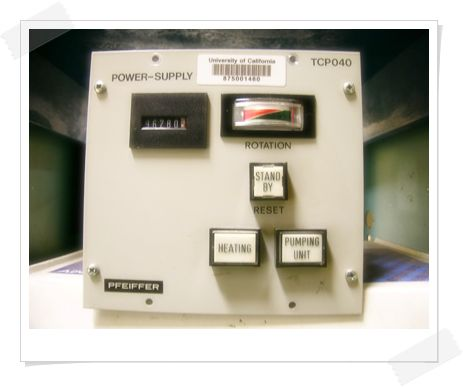 University of California
875001460
POWER-SUPPLY
TCP040
ROTATION
STAND
BY
RESET
HEATING
PUMPING
UNIT
PFEIFFER